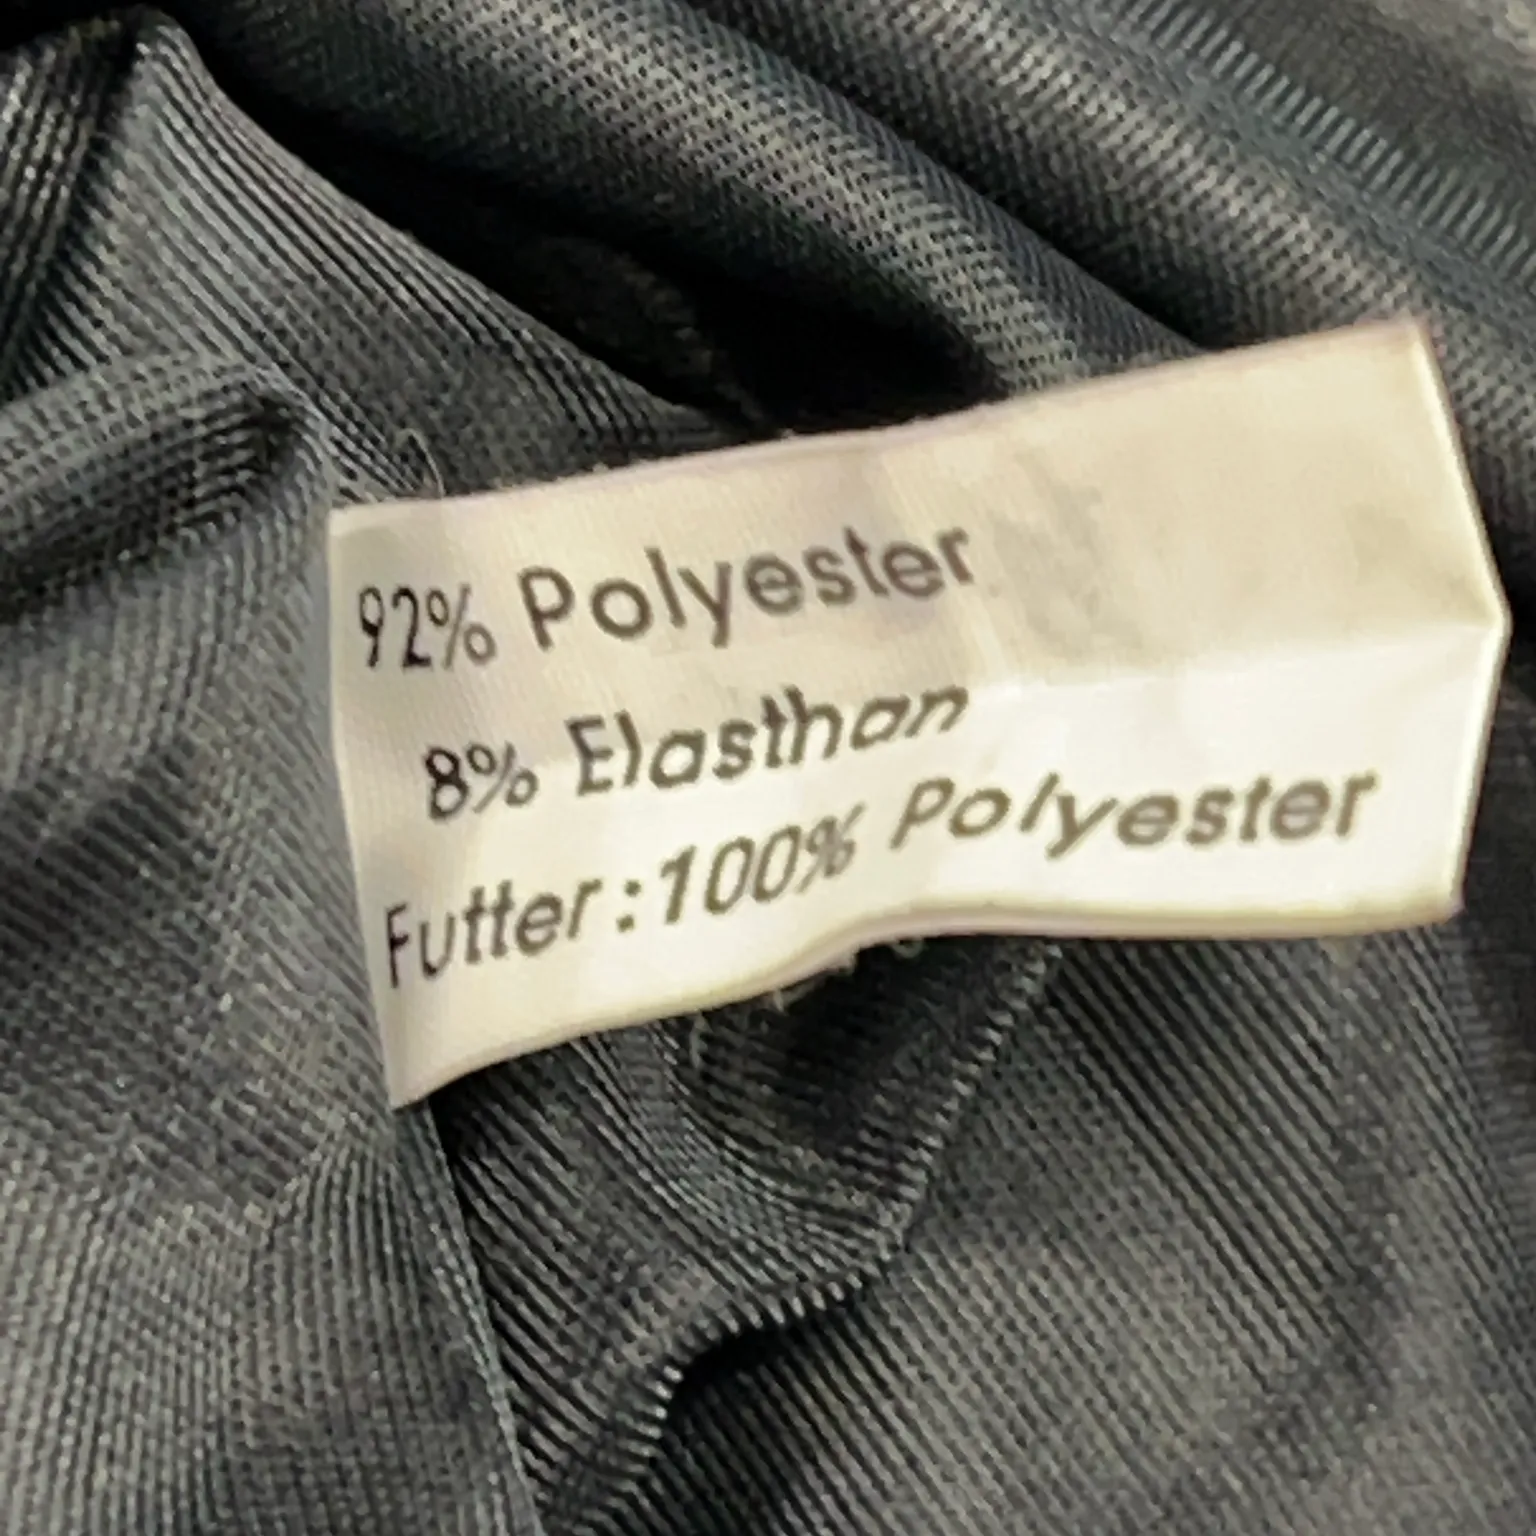 92% Polyester
8% Elasthan
Futter:100% Polyester